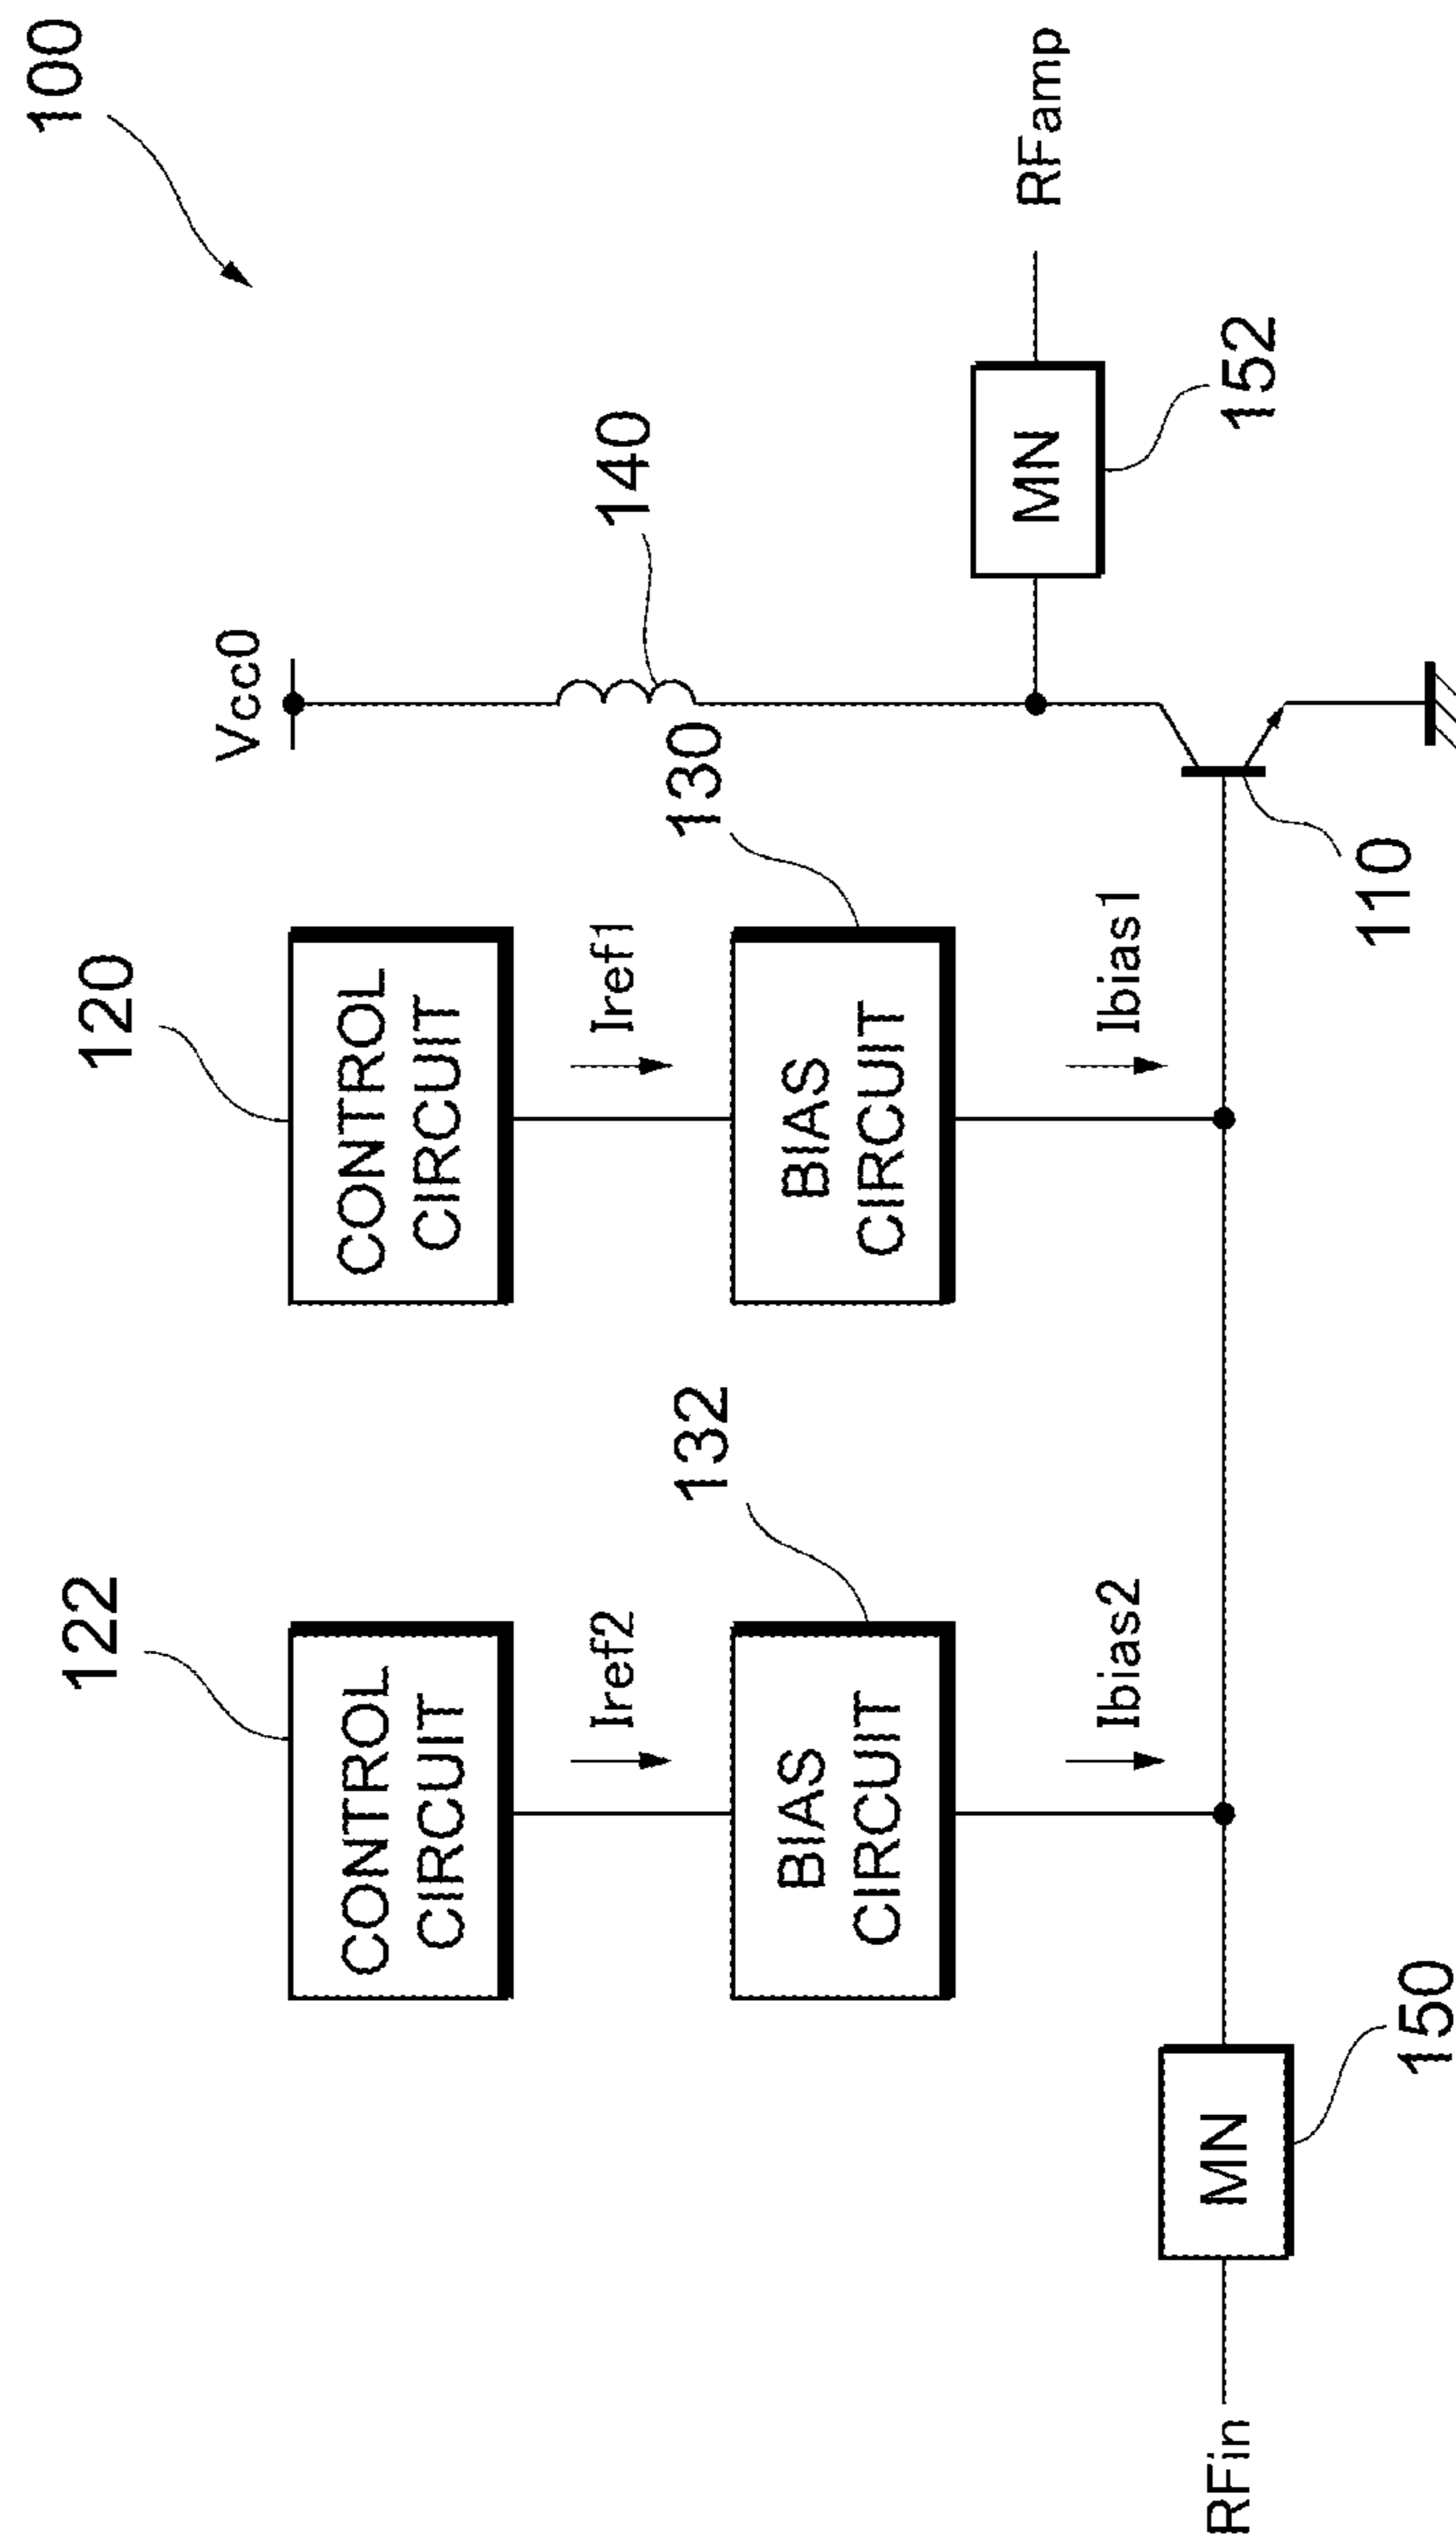 100
Vcc0
140
RFamp
MN
152
120
CONTROL
CIRCUIT
Iref1
130
BIAS
CIRCUIT
Ibias1
110
122
CONTROL
CIRCUIT
Iref2
132
BIAS
CIRCUIT
Ibias2
MN
150
RFin